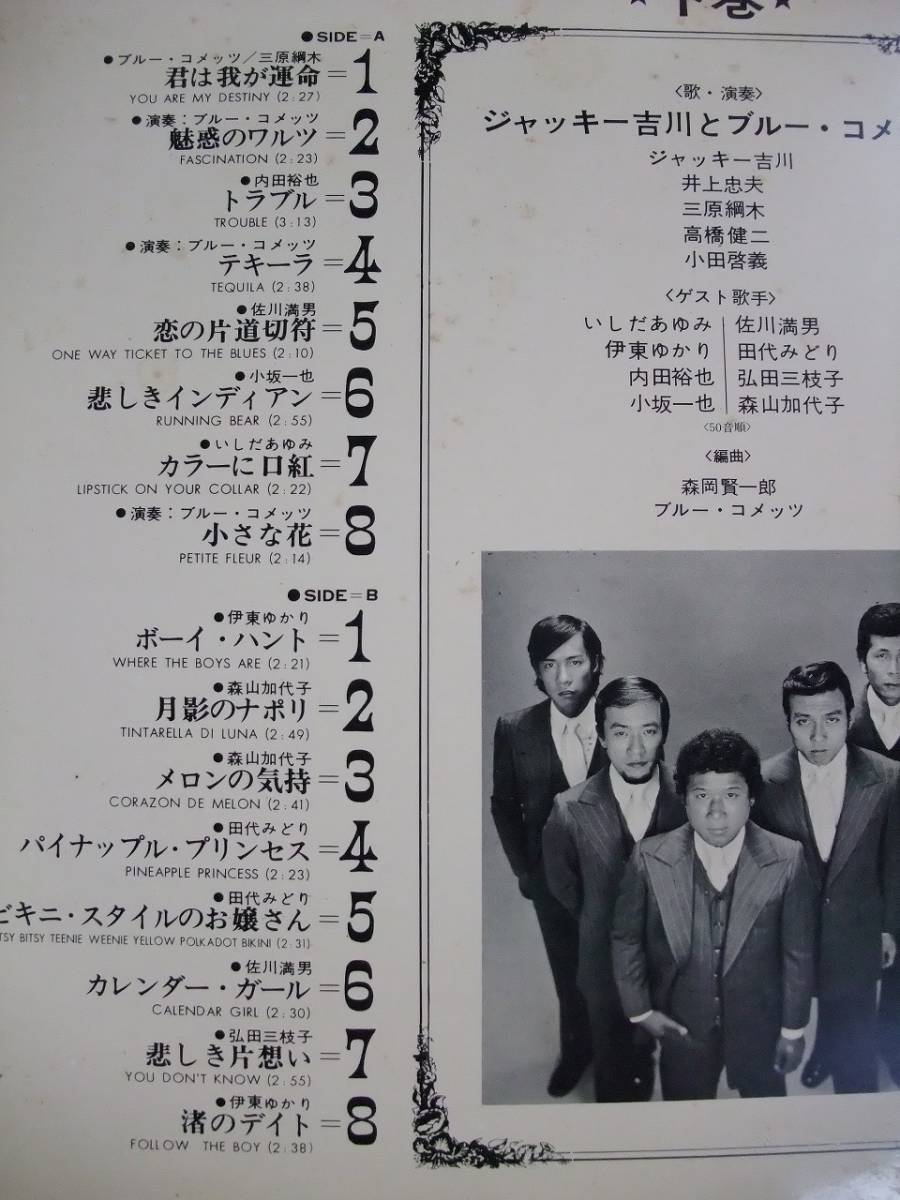 ●SIDE=A
●ブルー・コメッツ／三原綱木
君は我が運命=1
YOU ARE MY DESTINY (2:27)
●演奏：ブルー・コメッツ
魅惑のワルツ=2
FASCINATION (2:23)
●内田裕也
トラブル=3
TROUBLE (3:13)
●演奏：ブルー・コメッツ
テキーラ=4
TEQUILA (2:38)
●佐川満男
恋の片道切符=5
ONE WAY TICKET TO THE BLUES (2:10)
●小坂一也
悲しきインディアン=6
RUNNING BEAR (2:55)
●いしだあゆみ
カラーに口紅=7
LIPSTICK ON YOUR COLLAR (2:22)
●演奏：ブルー・コメッツ
小さな花=8
PETITE FLEUR (2:14)
●SIDE=B
●伊東ゆかり
ボーイ・ハント=1
WHERE THE BOYS ARE (2:21)
●森山加代子
月影のナポリ=2
TINTARELLA DI LUNA (2:49)
●森山加代子
メロンの気持=3
CORAZON DE MELON (2:41)
●田代みどり
パイナップル・プリンセス=4
PINEAPPLE PRINCESS (2:23)
●田代みどり
ビキニ・スタイルのお嬢さん=5
TSY BITSY TEENIE WEENIE YELLOW POLKADOT BIKINI (2:31)
●佐川満男
カレンダー・ガール=6
CALENDAR GIRL (2:30)
●弘田三枝子
悲しき片想い=7
YOU DON'T KNOW (2:55)
●伊東ゆかり
渚のデイト=8
FOLLOW THE BOY (2:38)
★下巻★
〈歌・演奏〉
ジャッキー吉川とブルー・コメ
ジャッキー吉川
井上忠夫
三原綱木
高橋健二
小田啓義
〈ゲスト歌手〉
いしだあゆみ 佐川満男
伊東ゆかり 田代みどり
内田裕也 弘田三枝子
小坂一也 森山加代子
〈50音順〉
〈編曲〉
森岡賢一郎
ブルー・コメッツ